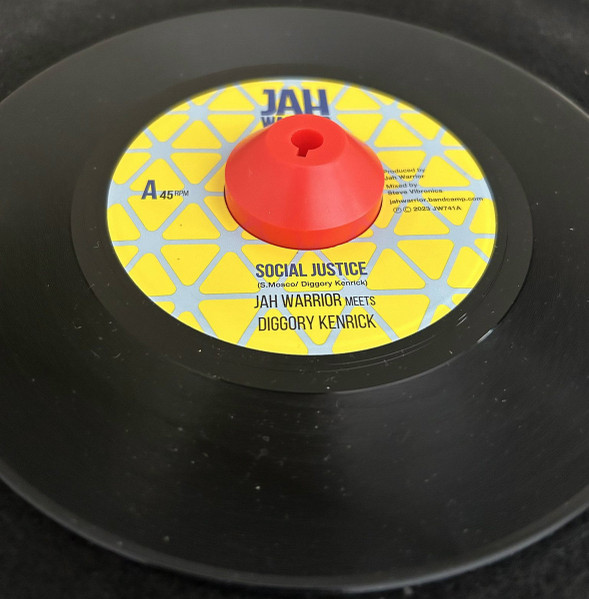 JAH
A 45 RPM
Produced by
Jah Warrior
Mixed by
Steve Vibronics
jahwarrior.bandcamp.com
℗ © 2023 JW741A
SOCIAL JUSTICE
(S.Mosco/ Diggory Kenrick)
JAH WARRIOR MEETS
DIGGORY KENRICK